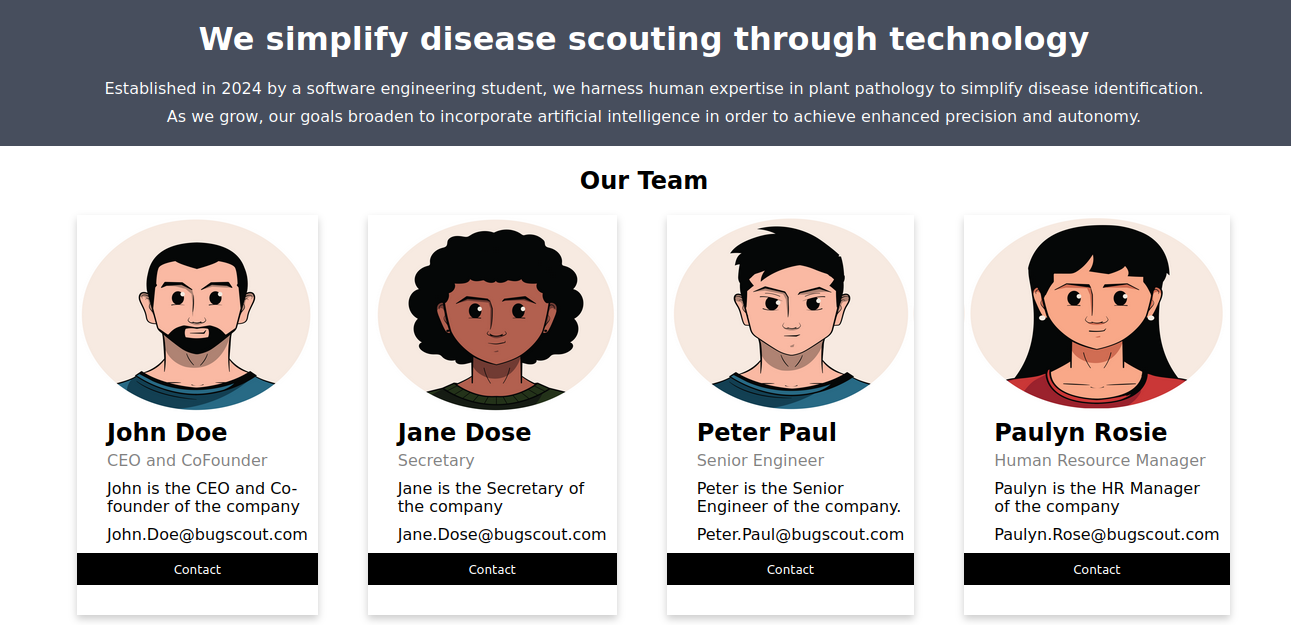 We simplify disease scouting through technology
Established in 2024 by a software engineering student, we harness human expertise in plant pathology to simplify disease identification.
As we grow, our goals broaden to incorporate artificial intelligence in order to achieve enhanced precision and autonomy.
Our Team
John Doe
CEO and CoFounder
John is the CEO and Co-
founder of the company
John.Doe@bugscout.com
Contact
Jane Dose
Secretary
Jane is the Secretary of
the company
Jane.Dose@bugscout.com
Contact
Peter Paul
Senior Engineer
Peter is the Senior
Engineer of the company.
Peter.Paul@bugscout.com
Contact
Paulyn Rosie
Human Resource Manager
Paulyn is the HR Manager
of the company
Paulyn.Rose@bugscout.com
Contact